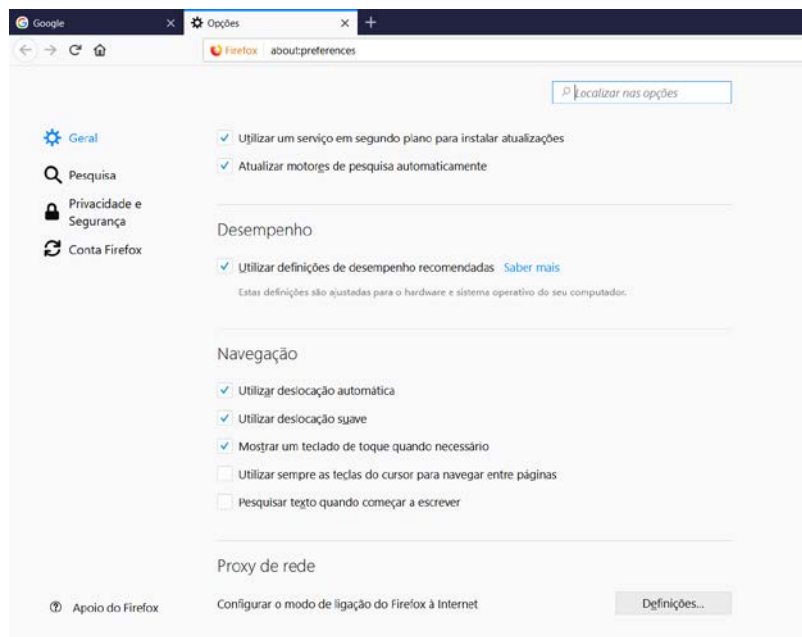 Google
Opções
Firefox about:preferences
Localizar nas opções
Geral
Pesquisa
Privacidade e
Segurança
Conta Firefox
Utilizar um serviço em segundo plano para instalar atualizações
Atualizar motores de pesquisa automaticamente
Desempenho
Utilizar definições de desempenho recomendadas Saber mais
Estas definições são ajustadas para o hardware e sistema operativo do seu computador.
Navegação
Utilizar deslocação automática
Utilizar deslocação suave
Mostrar um teclado de toque quando necessário
Utilizar sempre as teclas do cursor para navegar entre páginas
Pesquisar texto quando começar a escrever
Proxy de rede
Configurar o modo de ligação do Firefox à Internet
Definições...
Apoio do Firefox